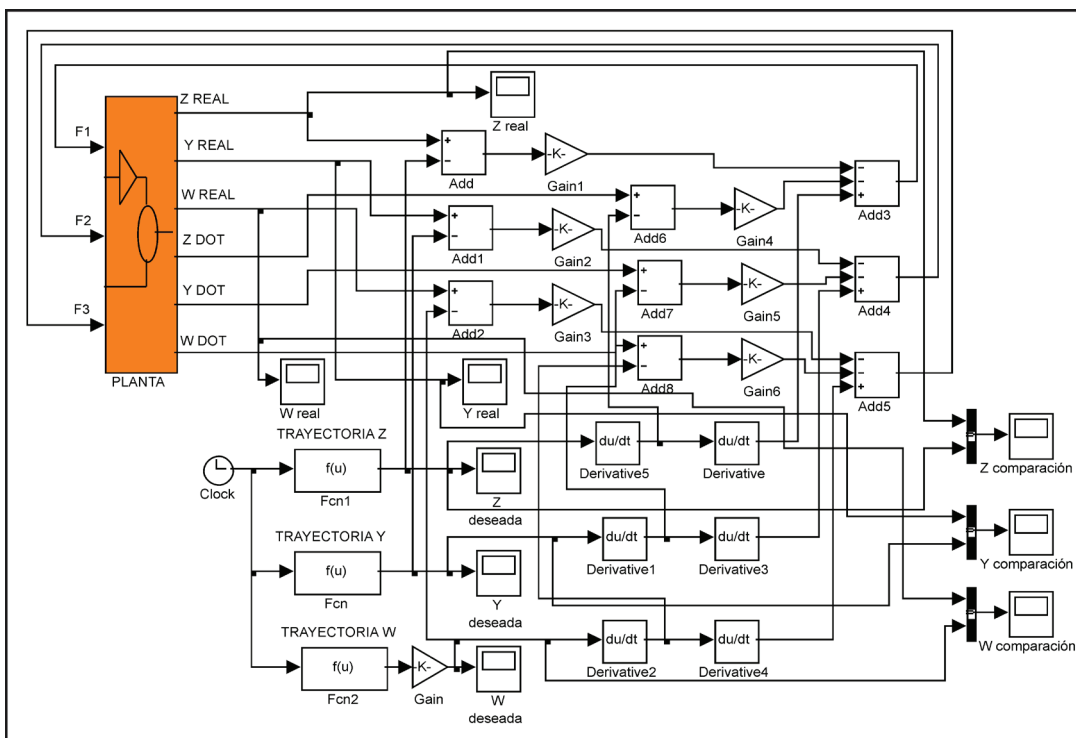 Z REAL
Z real
F1
Y REAL
+
−
Add
-K-
Gain1
−
−
+
Add3
W REAL
+
−
Add6
-K-
Gain4
F2
Z DOT
+
−
Add1
-K-
Gain2
−
−
+
Add4
Y DOT
+
−
Add7
-K-
Gain5
F3
+
−
Add2
-K-
Gain3
W DOT
+
−
Add8
-K-
Gain6
−
−
+
Add5
PLANTA
W real
Y real
TRAYECTORIA Z
Clock
f(u)
Fcn1
Z
deseada
du/dt
Derivative5
du/dt
Derivative
Z comparación
TRAYECTORIA Y
f(u)
Fcn
Y
deseada
du/dt
Derivative1
du/dt
Derivative3
Y comparación
TRAYECTORIA W
f(u)
Fcn2
-K-
Gain
W
deseada
du/dt
Derivative2
du/dt
Derivative4
W comparación